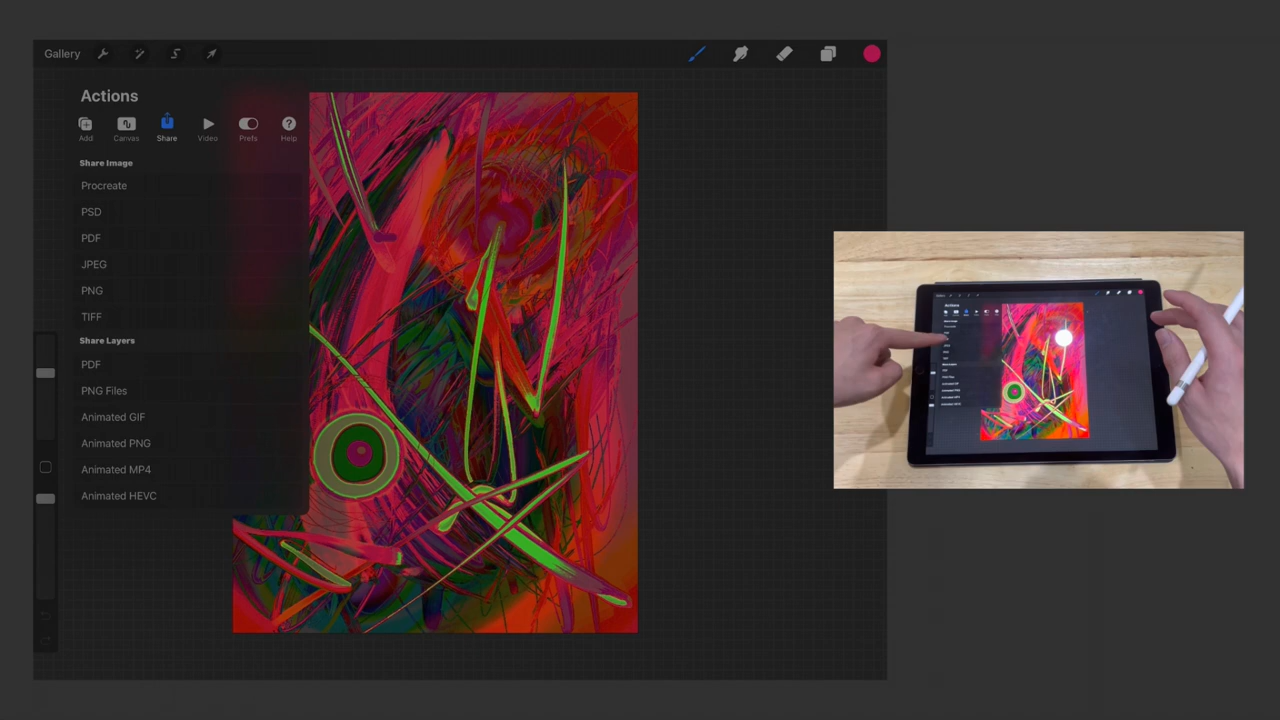 Gallery
Actions
Add Canvas Share Video Prefs Help
Share Image
Procreate
PSD
PDF
JPEG
PNG
TIFF
Share Layers
PDF
PNG Files
Animated GIF
Animated PNG
Animated MP4
Animated HEVC
Actions